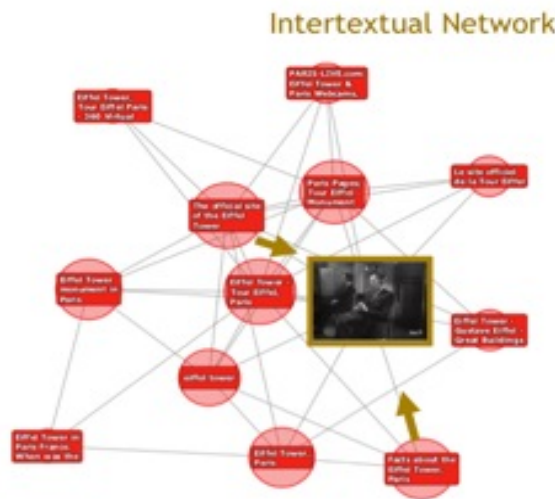 Intertextual Network
Eiffel Tower,
Tour Eiffel Paris
- 360 Virtual
PARIS-LIVE.com:
Eiffel Tower &
Paris Webcams,
Paris Pages:
Tour Eiffel
Monument
Le site officiel
de la Tour Eiffel
The official site
of the Eiffel
Tower
Eiffel Tower
monument in
Paris
Eiffel Tower -
Tour Eiffel,
Paris
Eiffel Tower -
Gustave Eiffel -
Great Buildings
eiffel tower
Eiffel Tower in
Paris France.
When was the
Eiffel Tower,
Paris
Facts about the
Eiffel Tower,
Paris